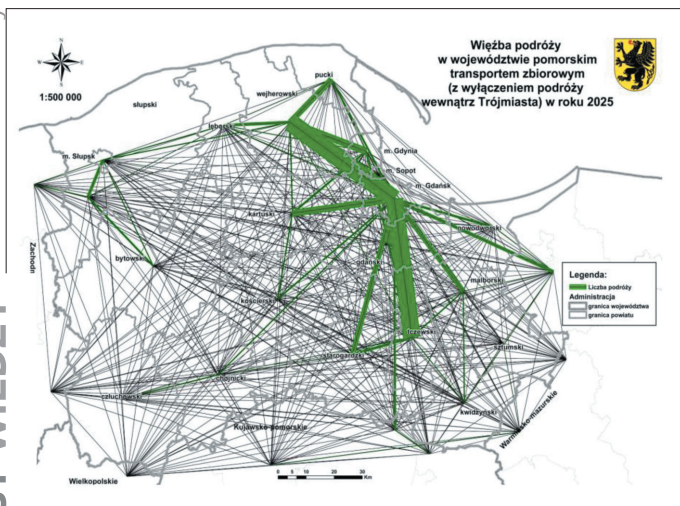 Więźba podróży
w województwie pomorskim
transportem zbiorowym
(z wyłączeniem podróży
wewnątrz Trójmiasta) w roku 2025
1:500 000
pucki
wejherowski
słupski
lęborski
m. Gdynia
m. Słupsk
m. Sopot
m. Gdańsk
kartuski
nowodworski
Zachodn
bytowski
gdański
malborski
Legenda:
Liczba podróży
Administracja
granica województwa
granica powiatu
kościerski
tczewski
sztumski
starogardzki
chojnicki
człuchowski
kwidzyński
Kujawsko-pomorskie
Warmińsko-mazurskie
Wielkopolskie
0 5 10 20 30
Km